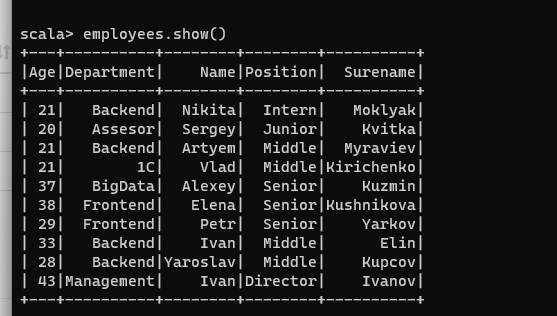 scala> employees.show()
+---+----------+--------+--------+----------+
|Age|Department|    Name|Position|  Surename|
+---+----------+--------+--------+----------+
| 21|   Backend|  Nikita|  Intern|   Moklyak|
| 20|   Assesor|  Sergey|  Junior|    Kvitka|
| 21|   Backend|  Artyem|  Middle|  Myraviev|
| 21|        1C|    Vlad|  Middle|Kirichenko|
| 37|   BigData|  Alexey|  Senior|    Kuzmin|
| 38|  Frontend|   Elena|  Senior|Kushnikova|
| 29|  Frontend|    Petr|  Senior|    Yarkov|
| 33|   Backend|    Ivan|  Middle|      Elin|
| 28|   Backend|Yaroslav|  Middle|    Kupcov|
| 43|Management|    Ivan|Director|    Ivanov|
+---+----------+--------+--------+----------+